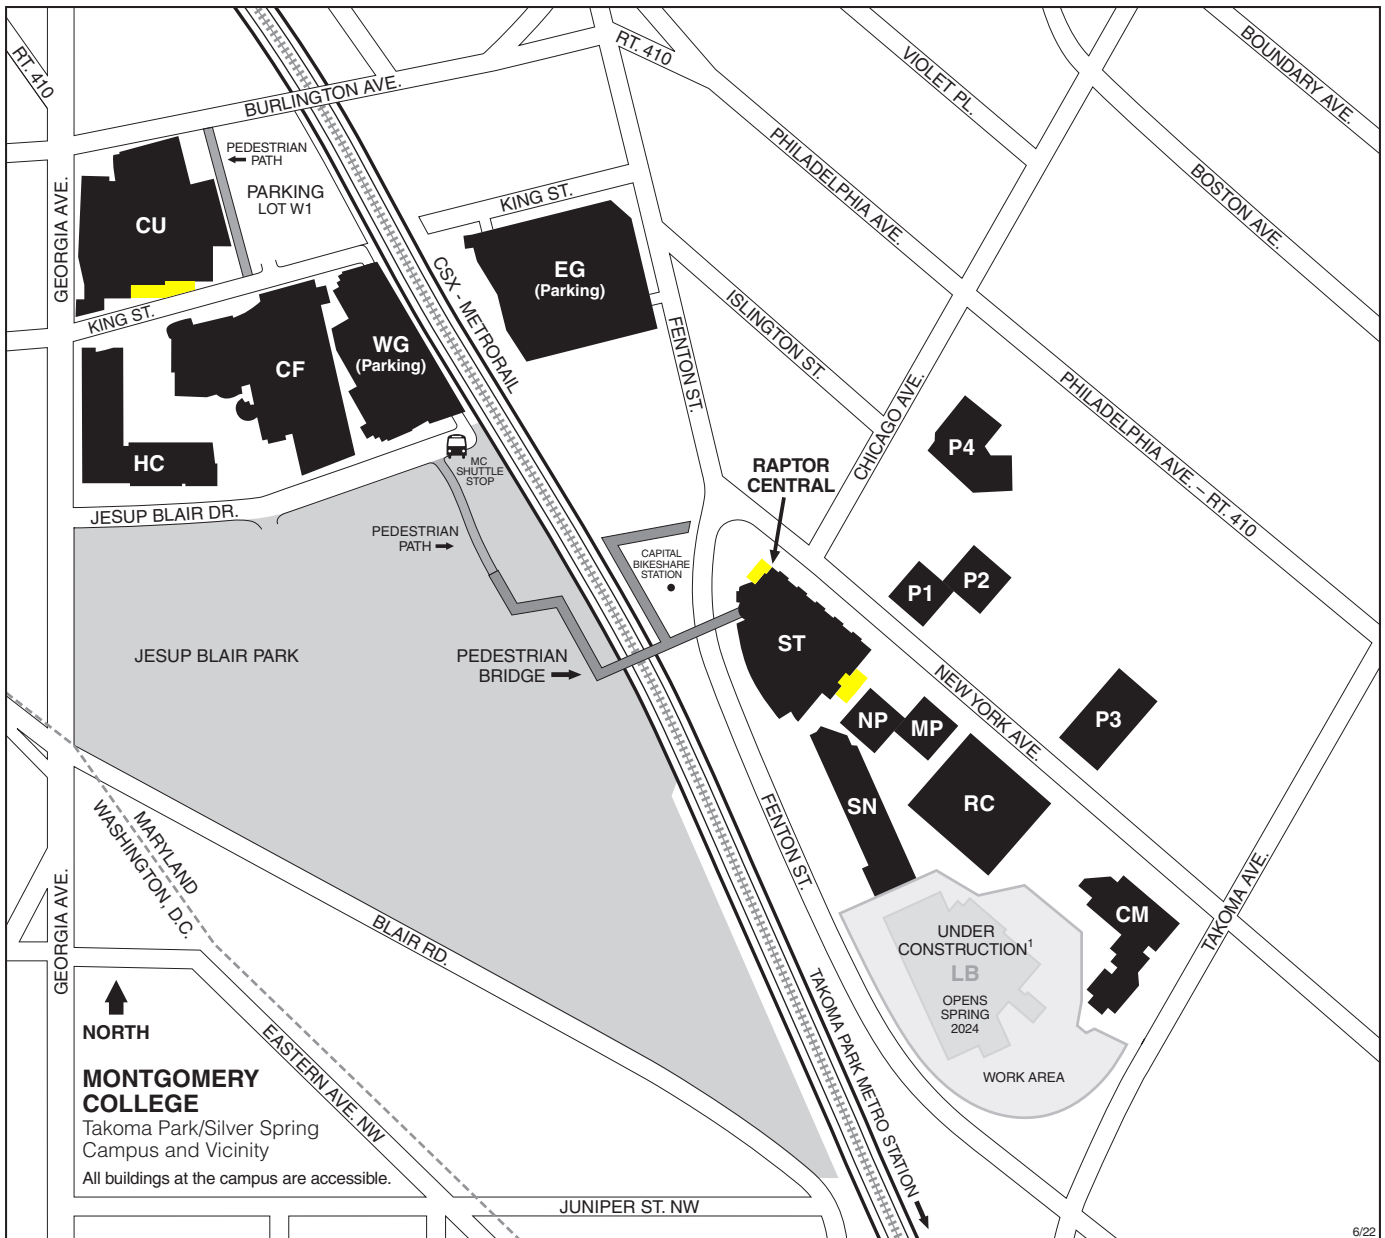 RT. 410
BURLINGTON AVE.
RT. 410
VIOLET PL.
BOUNDARY AVE.
PHILADELPHIA AVE.
BOSTON AVE.
GEORGIA AVE.
PEDESTRIAN
PATH
PARKING
LOT W1
CU
KING ST.
KING ST.
EG
(Parking)
CSX - METRORAIL
WG
(Parking)
CF
HC
FENTON ST.
ISLINGTON ST.
CHICAGO AVE.
PHILADELPHIA AVE. – RT. 410
P4
MC
SHUTTLE
STOP
RAPTOR
CENTRAL
JESUP BLAIR DR.
PEDESTRIAN
PATH
CAPITAL
BIKESHARE
STATION
P1
P2
ST
JESUP BLAIR PARK
PEDESTRIAN
BRIDGE
NEW YORK AVE.
P3
NP
MP
RC
SN
FENTON ST.
MARYLAND
WASHINGTON, D.C.
BLAIR RD.
GEORGIA AVE.
CM
TAKOMA AVE.
UNDER
CONSTRUCTION1
LB
OPENS
SPRING
2024
WORK AREA
TAKOMA PARK METRO STATION
NORTH
EASTERN AVE. NW
MONTGOMERY
COLLEGE
Takoma Park/Silver Spring
Campus and Vicinity
All buildings at the campus are accessible.
JUNIPER ST. NW
6/22